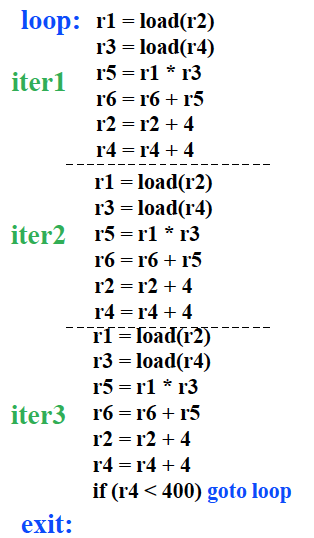 loop: r1 = load(r2)
r3 = load(r4)
iter1 r5 = r1 * r3
r6 = r6 + r5
r2 = r2 + 4
r4 = r4 + 4
r1 = load(r2)
r3 = load(r4)
iter2 r5 = r1 * r3
r6 = r6 + r5
r2 = r2 + 4
r4 = r4 + 4
r1 = load(r2)
r3 = load(r4)
r5 = r1 * r3
iter3 r6 = r6 + r5
r2 = r2 + 4
r4 = r4 + 4
if (r4 < 400) goto loop
exit: